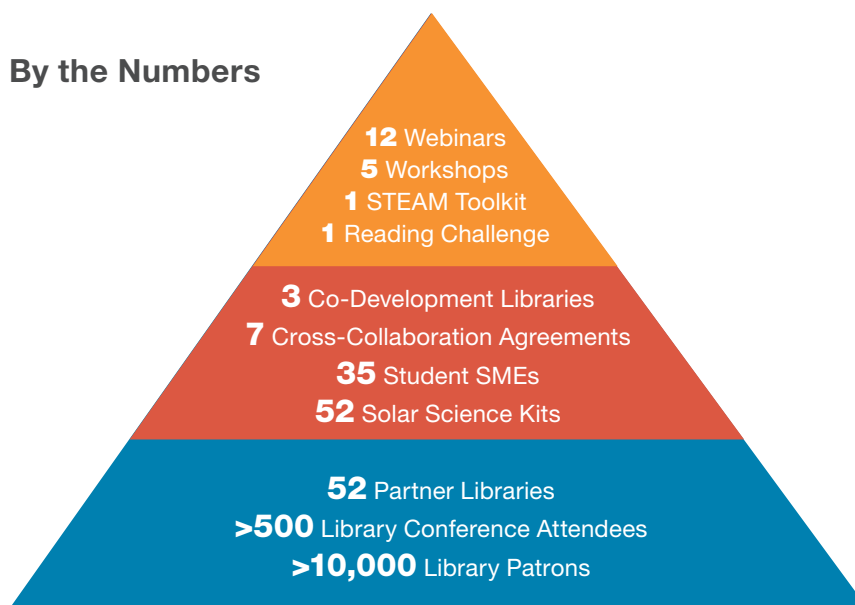 By the Numbers
12 Webinars
5 Workshops
1 STEAM Toolkit
1 Reading Challenge
3 Co-Development Libraries
7 Cross-Collaboration Agreements
35 Student SMEs
52 Solar Science Kits
52 Partner Libraries
>500 Library Conference Attendees
>10,000 Library Patrons